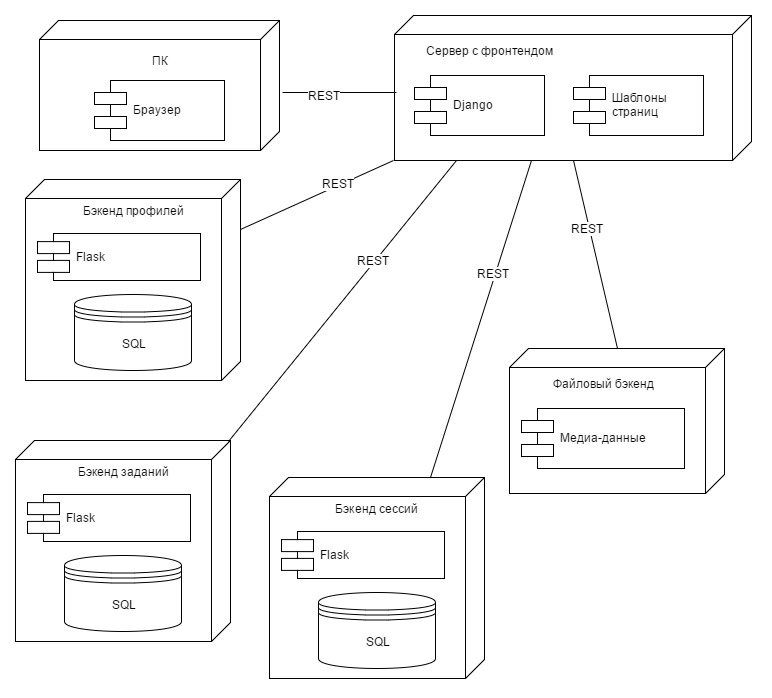 ПК
Браузер
REST
Сервер с фронтендом
Django
Шаблоны
страниц
REST
Бэкенд профилей
Flask
SQL
REST
REST
REST
Файловый бэкенд
Медиа-данные
Бэкенд заданий
Flask
SQL
Бэкенд сессий
Flask
SQL